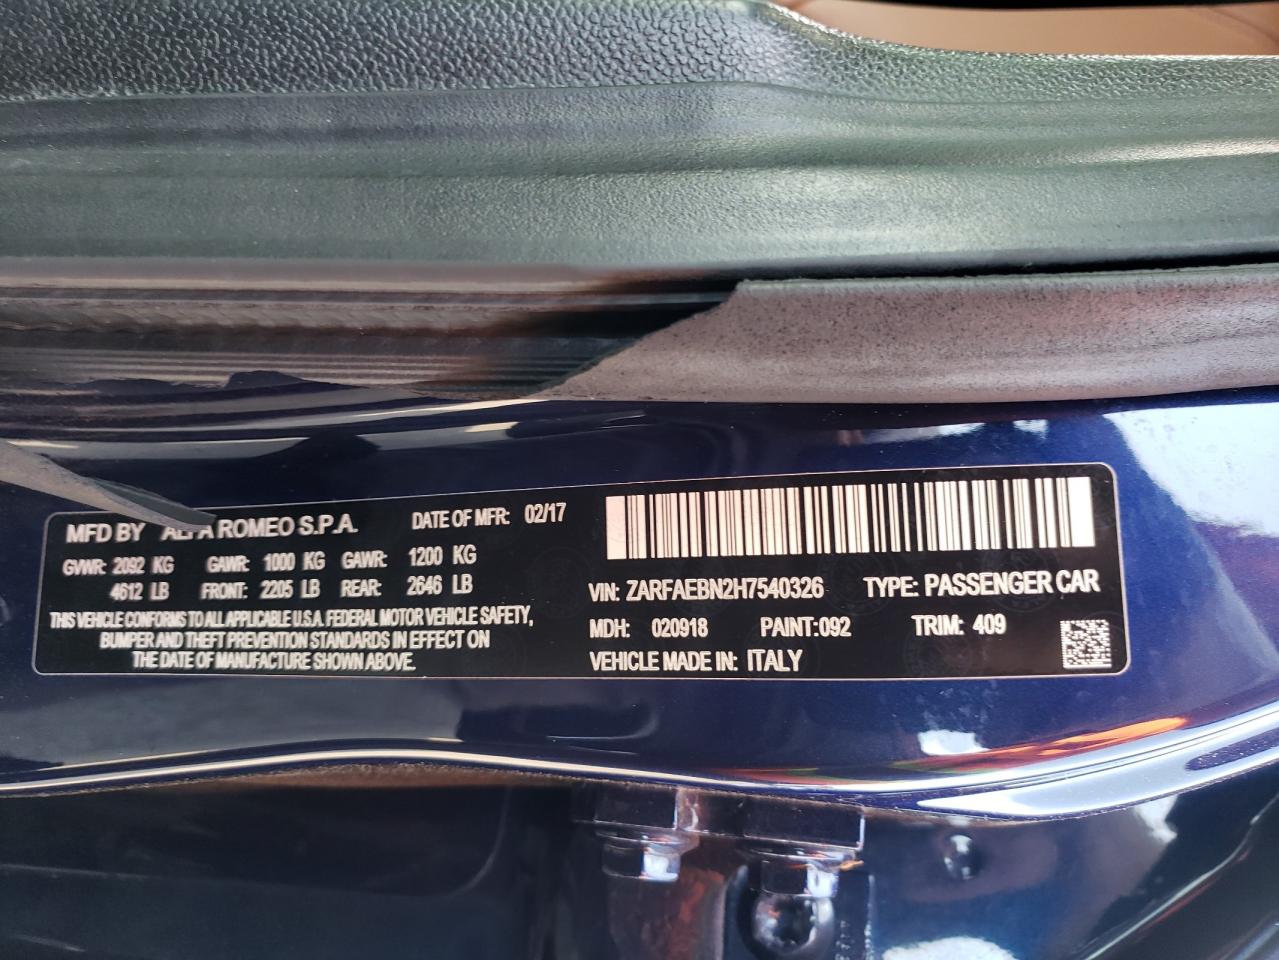 MFD BY ALFA ROMEO S.P.A. DATE OF MFR: 02/17
GVWR: 2092 KG GAWR: 1000 KG GAWR: 1200 KG
4612 LB FRONT: 2205 LB REAR: 2646 LB
THIS VEHICLE CONFORMS TO ALL APPLICABLE U.S.A. FEDERAL MOTOR VEHICLE SAFETY,
BUMPER AND THEFT PREVENTION STANDARDS IN EFFECT ON
THE DATE OF MANUFACTURE SHOWN ABOVE.
VIN: ZARFAEBN2H7540326 TYPE: PASSENGER CAR
MDH: 020918 PAINT:092 TRIM: 409
VEHICLE MADE IN: ITALY